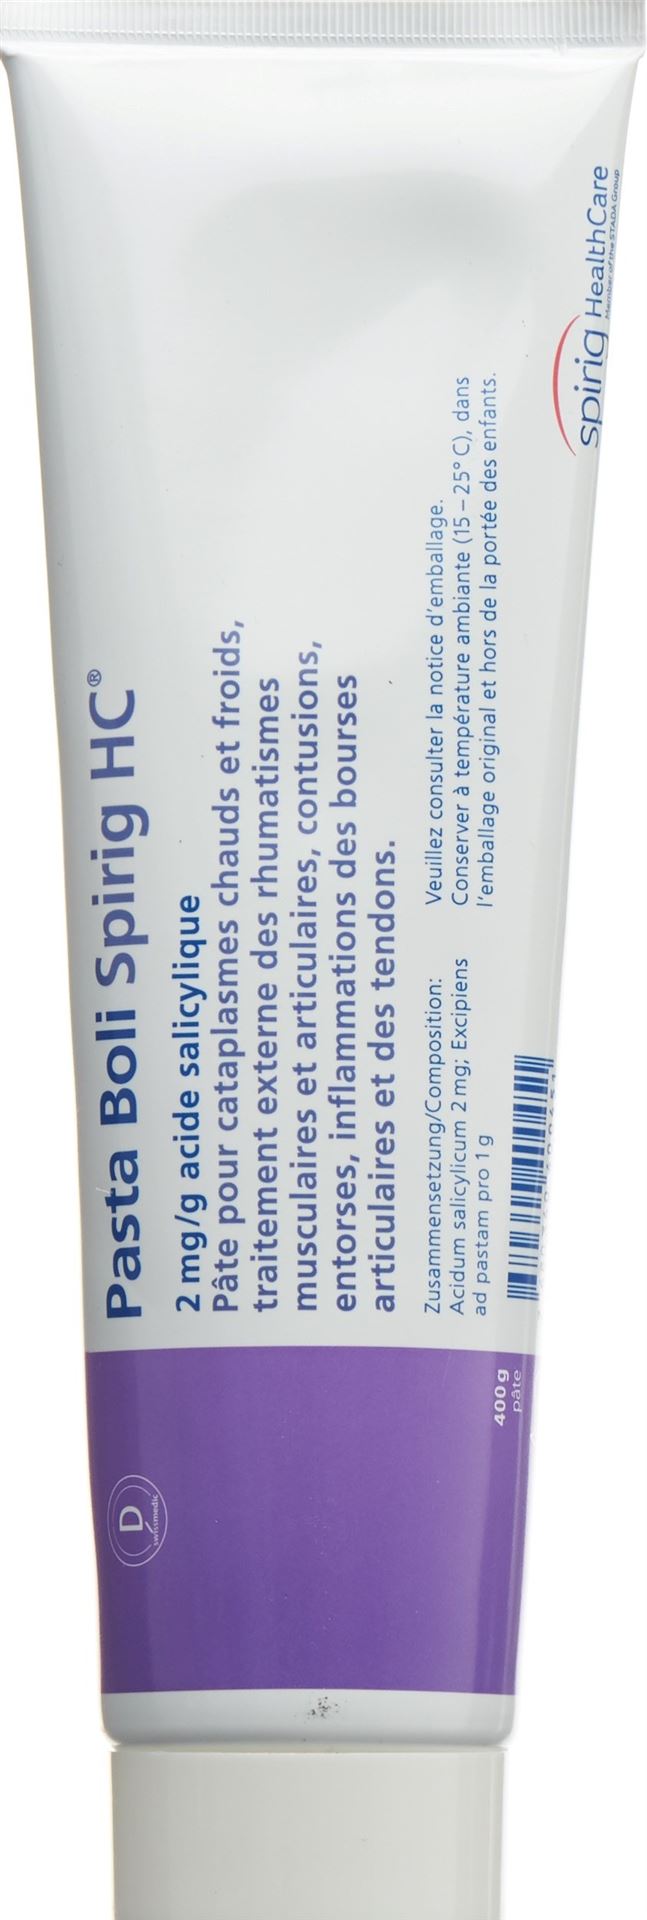 Pasta Boli Spirig HC®
2 mg/g acide salicylique
Pâte pour cataplasmes chauds et froids,
traitement externe des rhumatismes
musculaires et articulaires, contusions,
entorses, inflammations des bourses
articulaires et des tendons.
Zusammensetzung/Composition:
Acidum salicylicum 2 mg; Excipiens
ad pastam pro 1 g
Veuillez consulter la notice d'emballage.
Conserver à température ambiante (15 – 25° C), dans
l'emballage original et hors de la portée des enfants.
spirig HealthCare
Member of the STADA Group
D
swissmedic
400 g
pâte